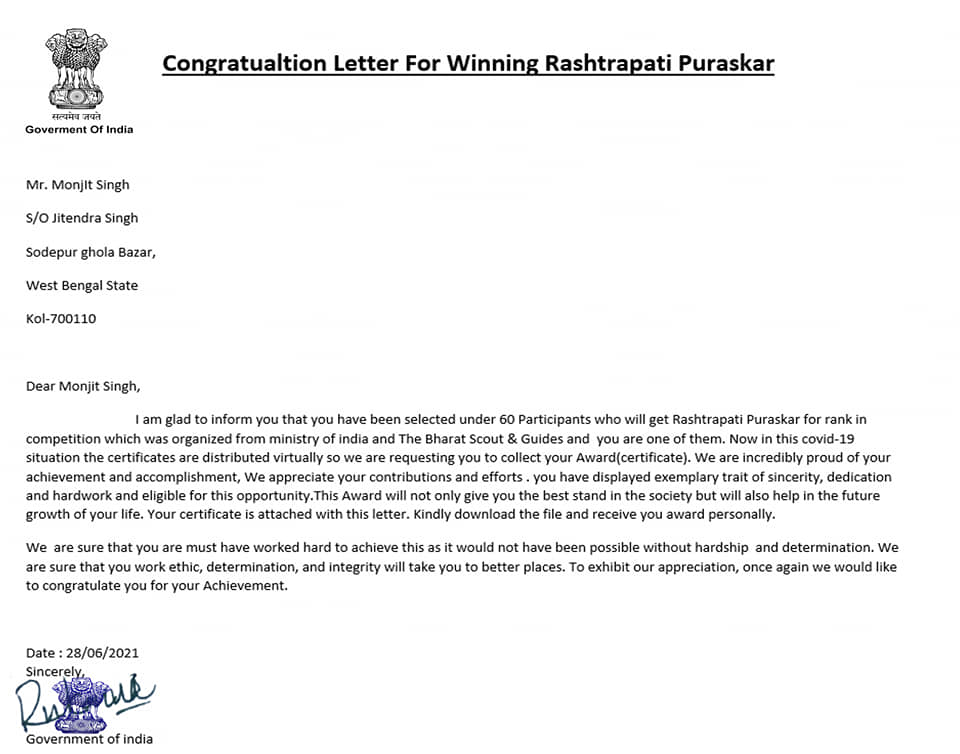 Congratualtion Letter For Winning Rashtrapati Puraskar
सत्यमेव जयते
Goverment Of India
Mr. MonjIt Singh
S/O Jitendra Singh
Sodepur ghola Bazar,
West Bengal State
Kol-700110
Dear Monjit Singh,
I am glad to inform you that you have been selected under 60 Participants who will get Rashtrapati Puraskar for rank in
competition which was organized from ministry of india and The Bharat Scout & Guides and  you are one of them. Now in this covid-19
situation the certificates are distributed virtually so we are requesting you to collect your Award(certificate). We are incredibly proud of your
achievement and accomplishment, We appreciate your contributions and efforts . you have displayed exemplary trait of sincerity, dedication
and hardwork and eligible for this opportunity.This Award will not only give you the best stand in the society but will also help in the future
growth of your life. Your certificate is attached with this letter. Kindly download the file and receive you award personally.
We  are sure that you are must have worked hard to achieve this as it would not have been possible without hardship  and determination. We
are sure that you work ethic, determination, and integrity will take you to better places. To exhibit our appreciation, once again we would like
to congratulate you for your Achievement.
Date : 28/06/2021
Sincerely,
Government of india